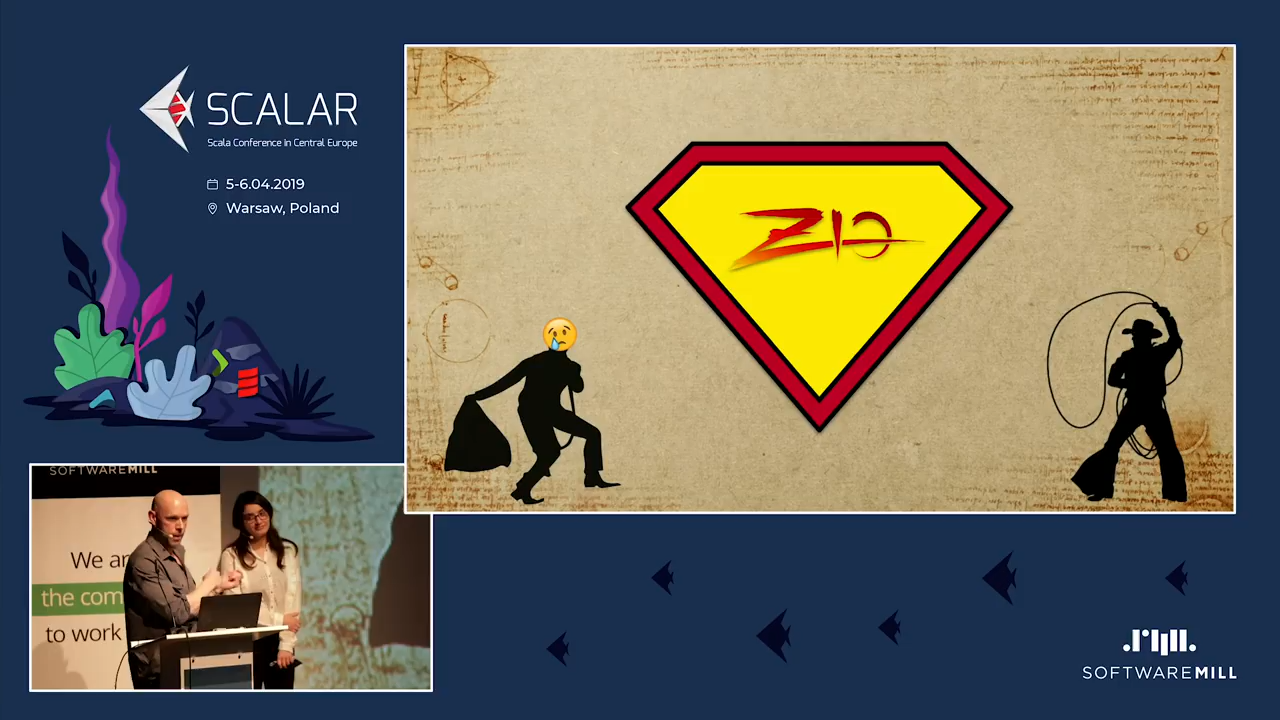 SCALAR
Scala Conference in Central Europe
5-6.04.2019
Warsaw, Poland
ZIO
SOFTWAREMILL
We ar
the com
to work
SOFTWAREMILL